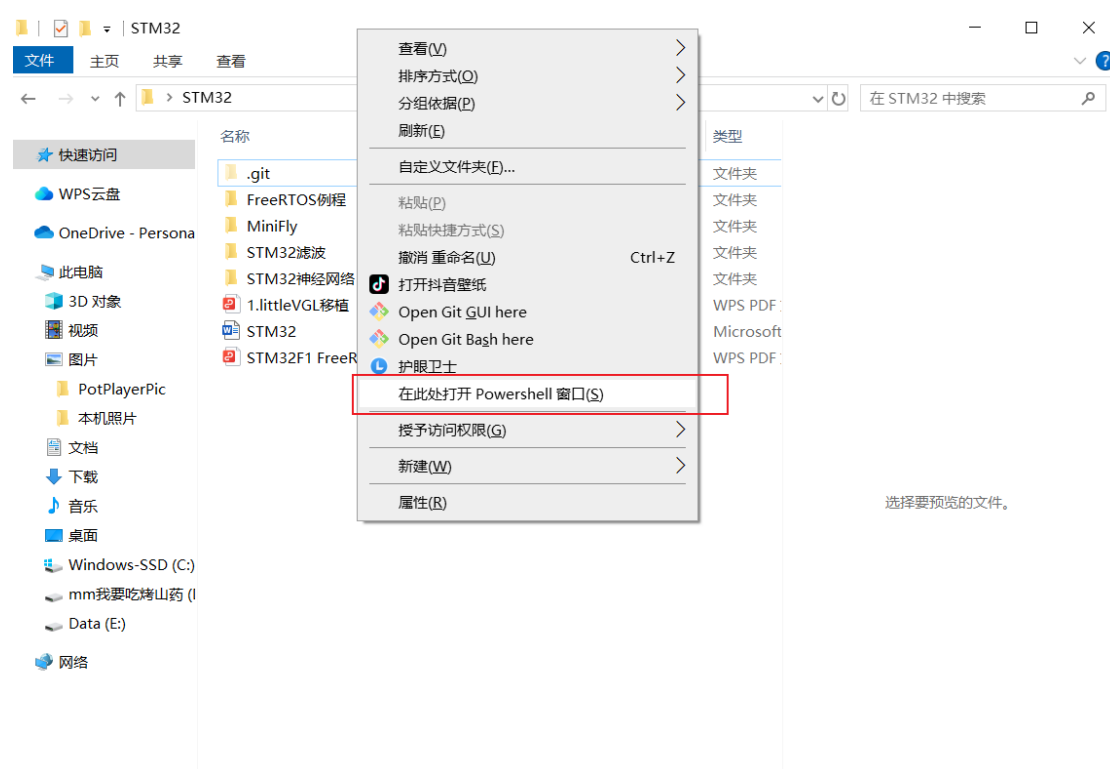 STM32
文件 主页 共享 查看
STM32
在 STM32 中搜索
快速访问
WPS云盘
OneDrive - Persona
此电脑
3D 对象
视频
图片
PotPlayerPic
本机照片
文档
下载
音乐
桌面
Windows-SSD (C:)
mm我要吃烤山药 (
Data (E:)
网络
名称 类型
.git 文件夹
FreeRTOS例程 文件夹
MiniFly 文件夹
STM32滤波 文件夹
STM32神经网络 文件夹
1.littleVGL移植 WPS PDF
STM32 Microsoft
STM32F1 FreeR WPS PDF
查看(V)
排序方式(O)
分组依据(P)
刷新(E)
自定义文件夹(F)...
粘贴(P)
粘贴快捷方式(S)
撤消 重命名(U) Ctrl+Z
打开抖音壁纸
Open Git GUI here
Open Git Bash here
护眼卫士
在此处打开 Powershell 窗口(S)
授予访问权限(G)
新建(W)
属性(R)
选择要预览的文件。